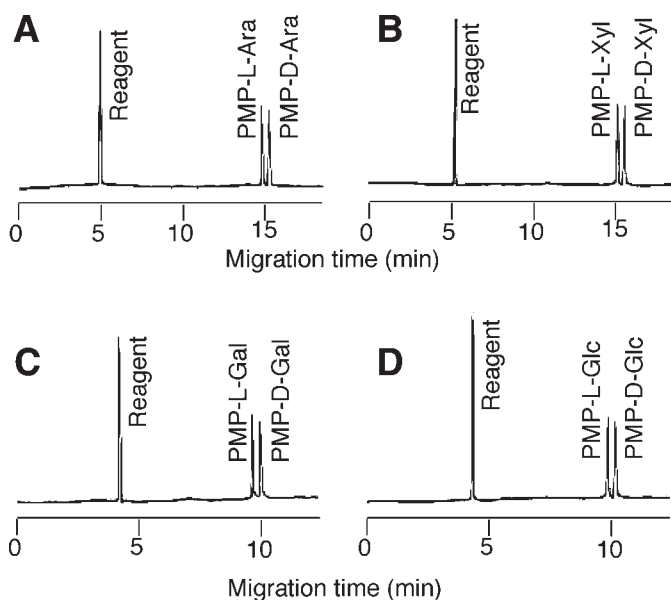 A
Reagent
PMP-L-Ara
PMP-D-Ara
0 5 10 15
B
Reagent
PMP-L-Xyl
PMP-D-Xyl
0 5 10 15
Migration time (min)
C
Reagent
PMP-L-Gal
PMP-D-Gal
0 5 10
D
Reagent
PMP-L-Glc
PMP-D-Glc
0 5 10
Migration time (min)